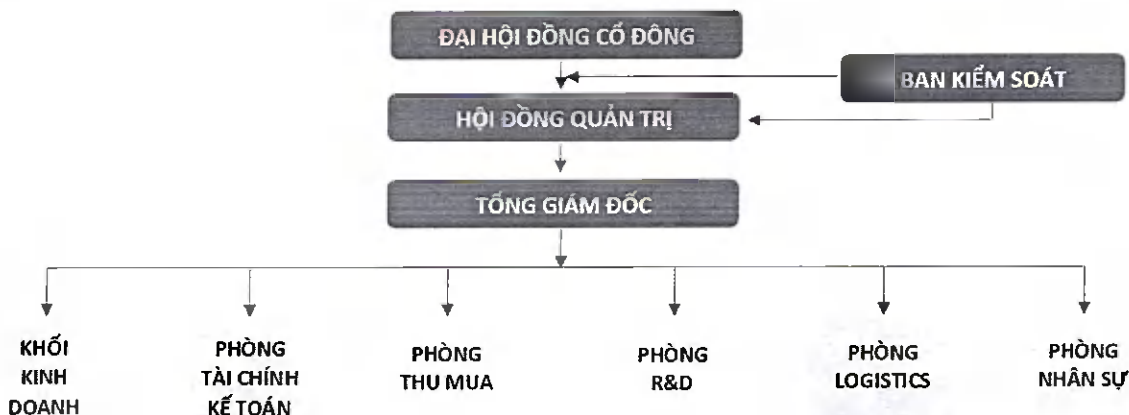 ĐẠI HỘI ĐỒNG CỔ ĐÔNG
BAN KIỂM SOÁT
HỘI ĐỒNG QUẢN TRỊ
TỔNG GIÁM ĐỐC
KHỐI
KINH
DOANH
PHÒNG
TÀI CHÍNH
KẾ TOÁN
PHÒNG
THU MUA
PHÒNG
R&D
PHÒNG
LOGISTICS
PHÒNG
NHÂN SỰ